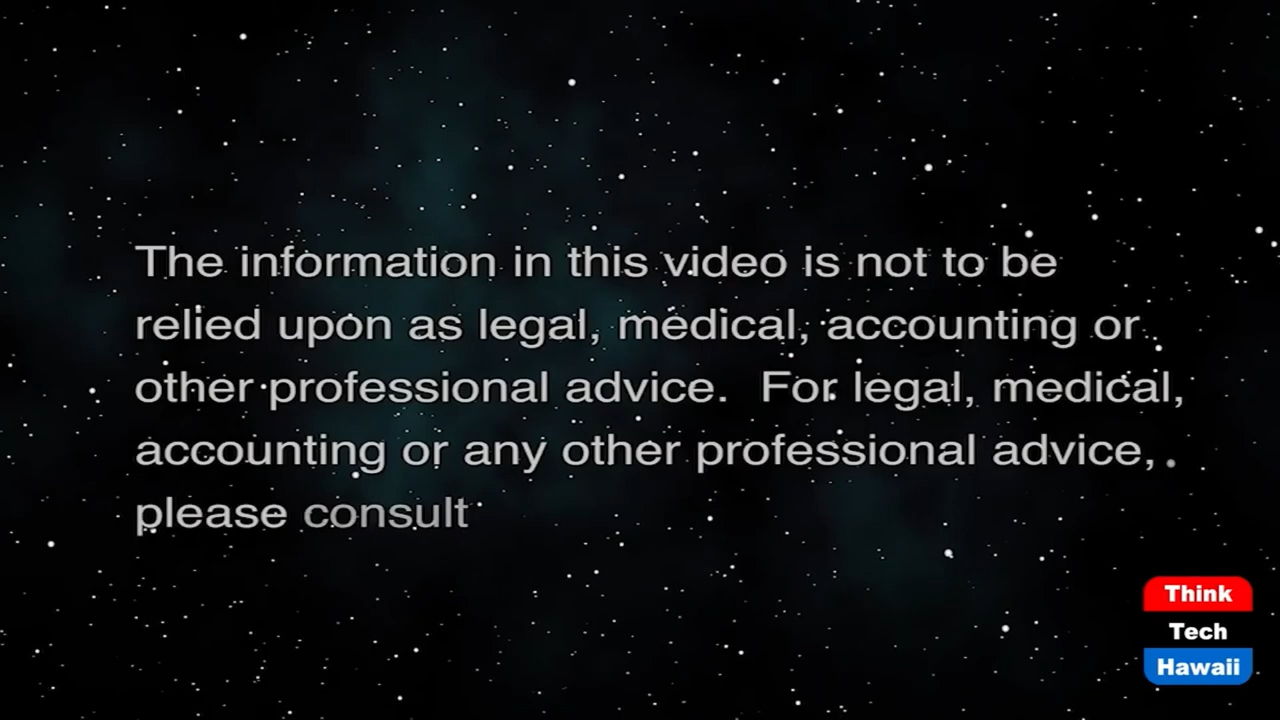 The information in this video is not to be
relied upon as legal, medical, accounting or
other professional advice.  For legal, medical,
accounting or any other professional advice,
please consult
Think
Tech
Hawaii